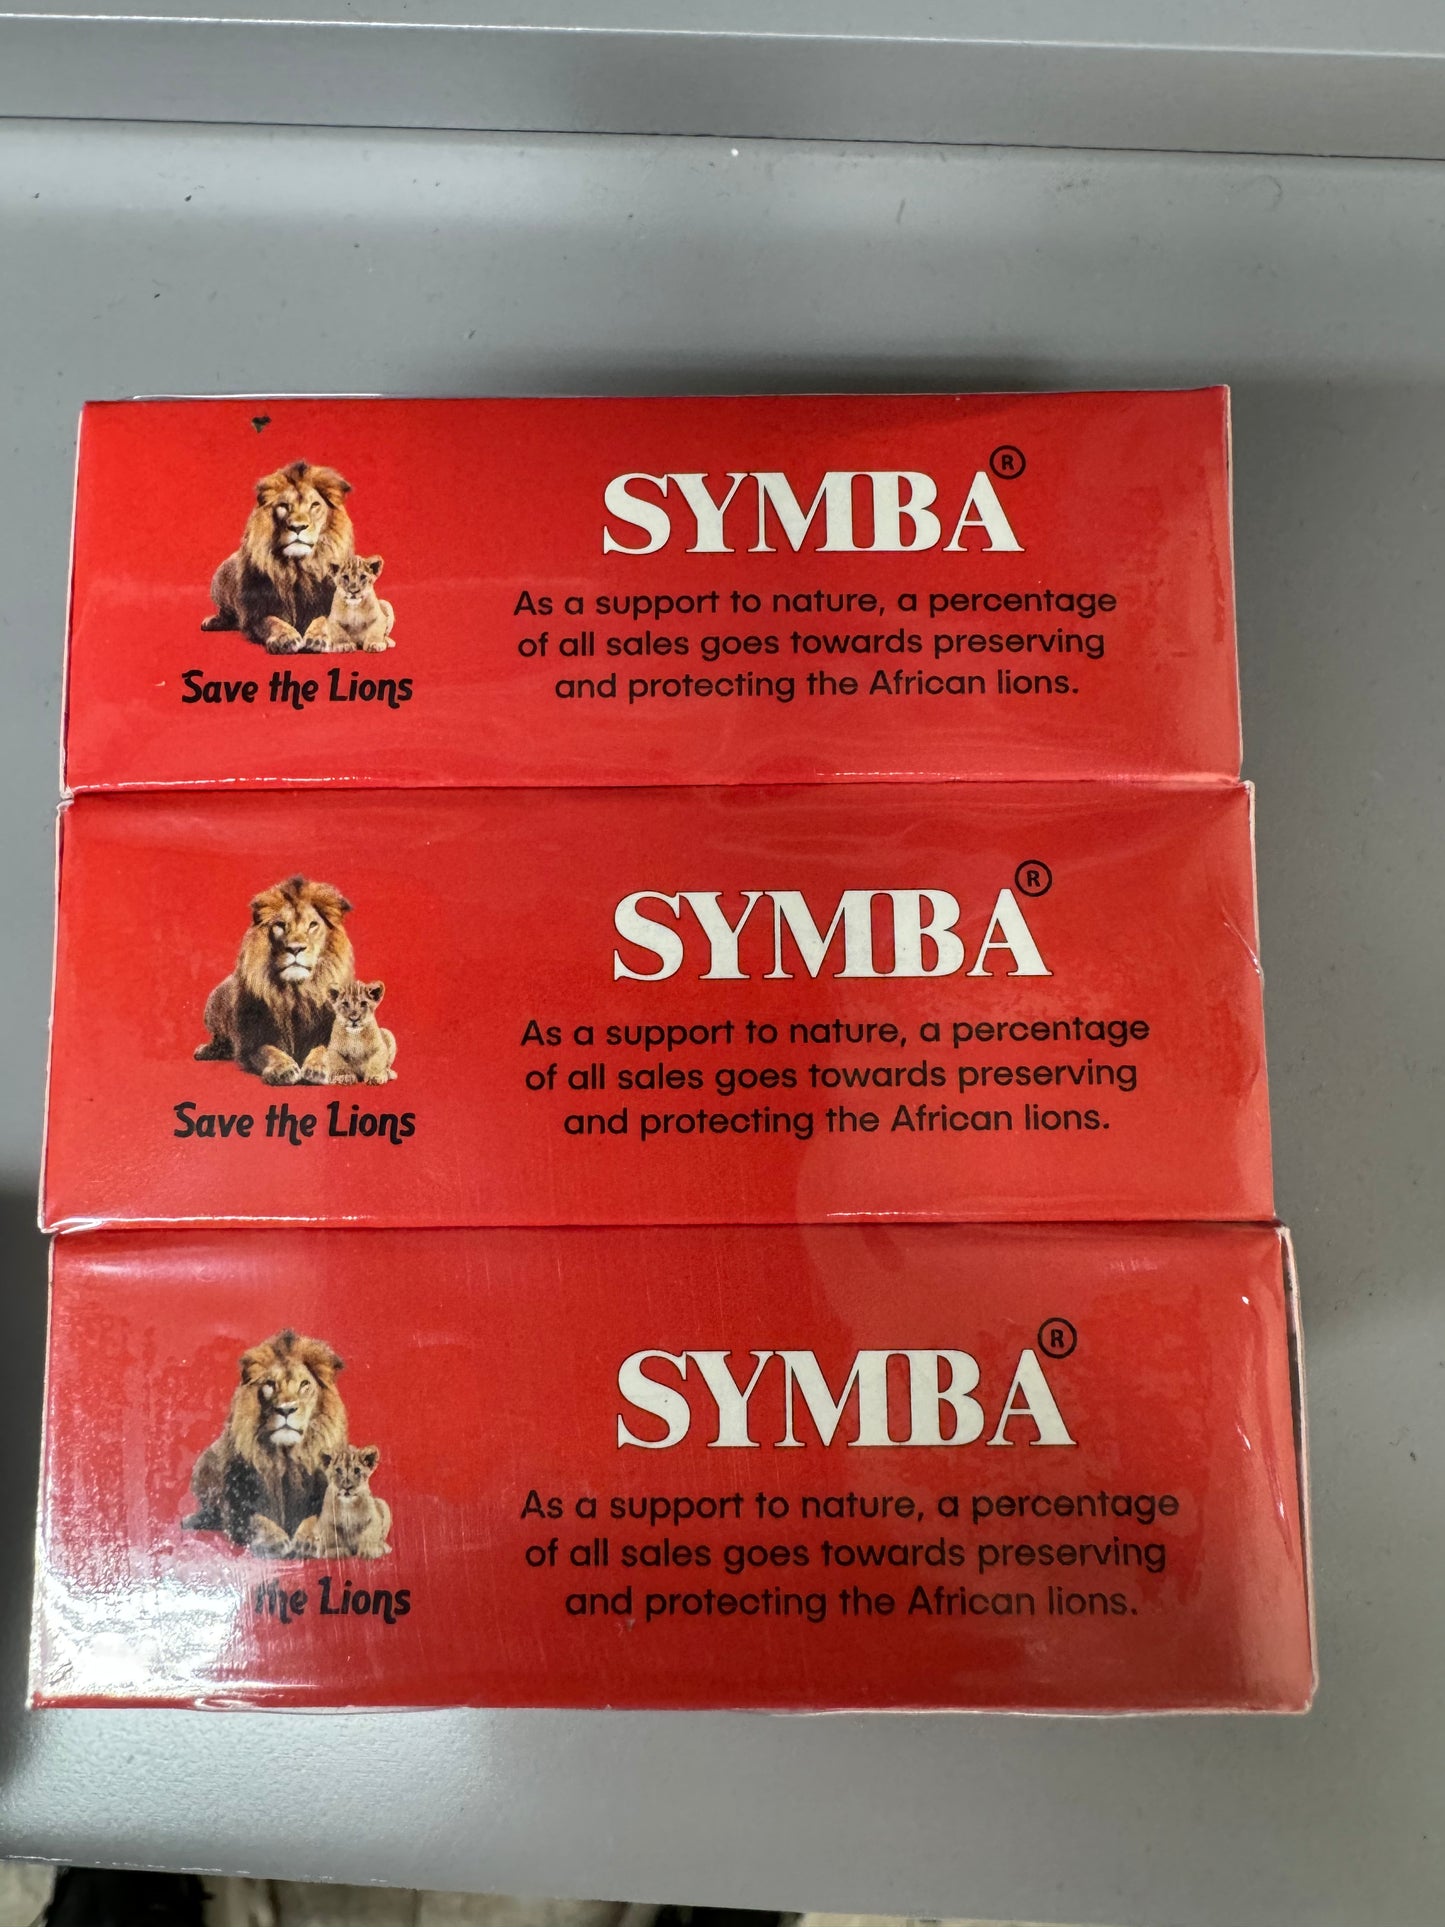 SYMBA®
As a support to nature, a percentage
of all sales goes towards preserving
and protecting the African lions.
Save the Lions
SYMBA®
As a support to nature, a percentage
of all sales goes towards preserving
and protecting the African lions.
Save the Lions
SYMBA®
As a support to nature, a percentage
of all sales goes towards preserving
and protecting the African lions.
the Lions